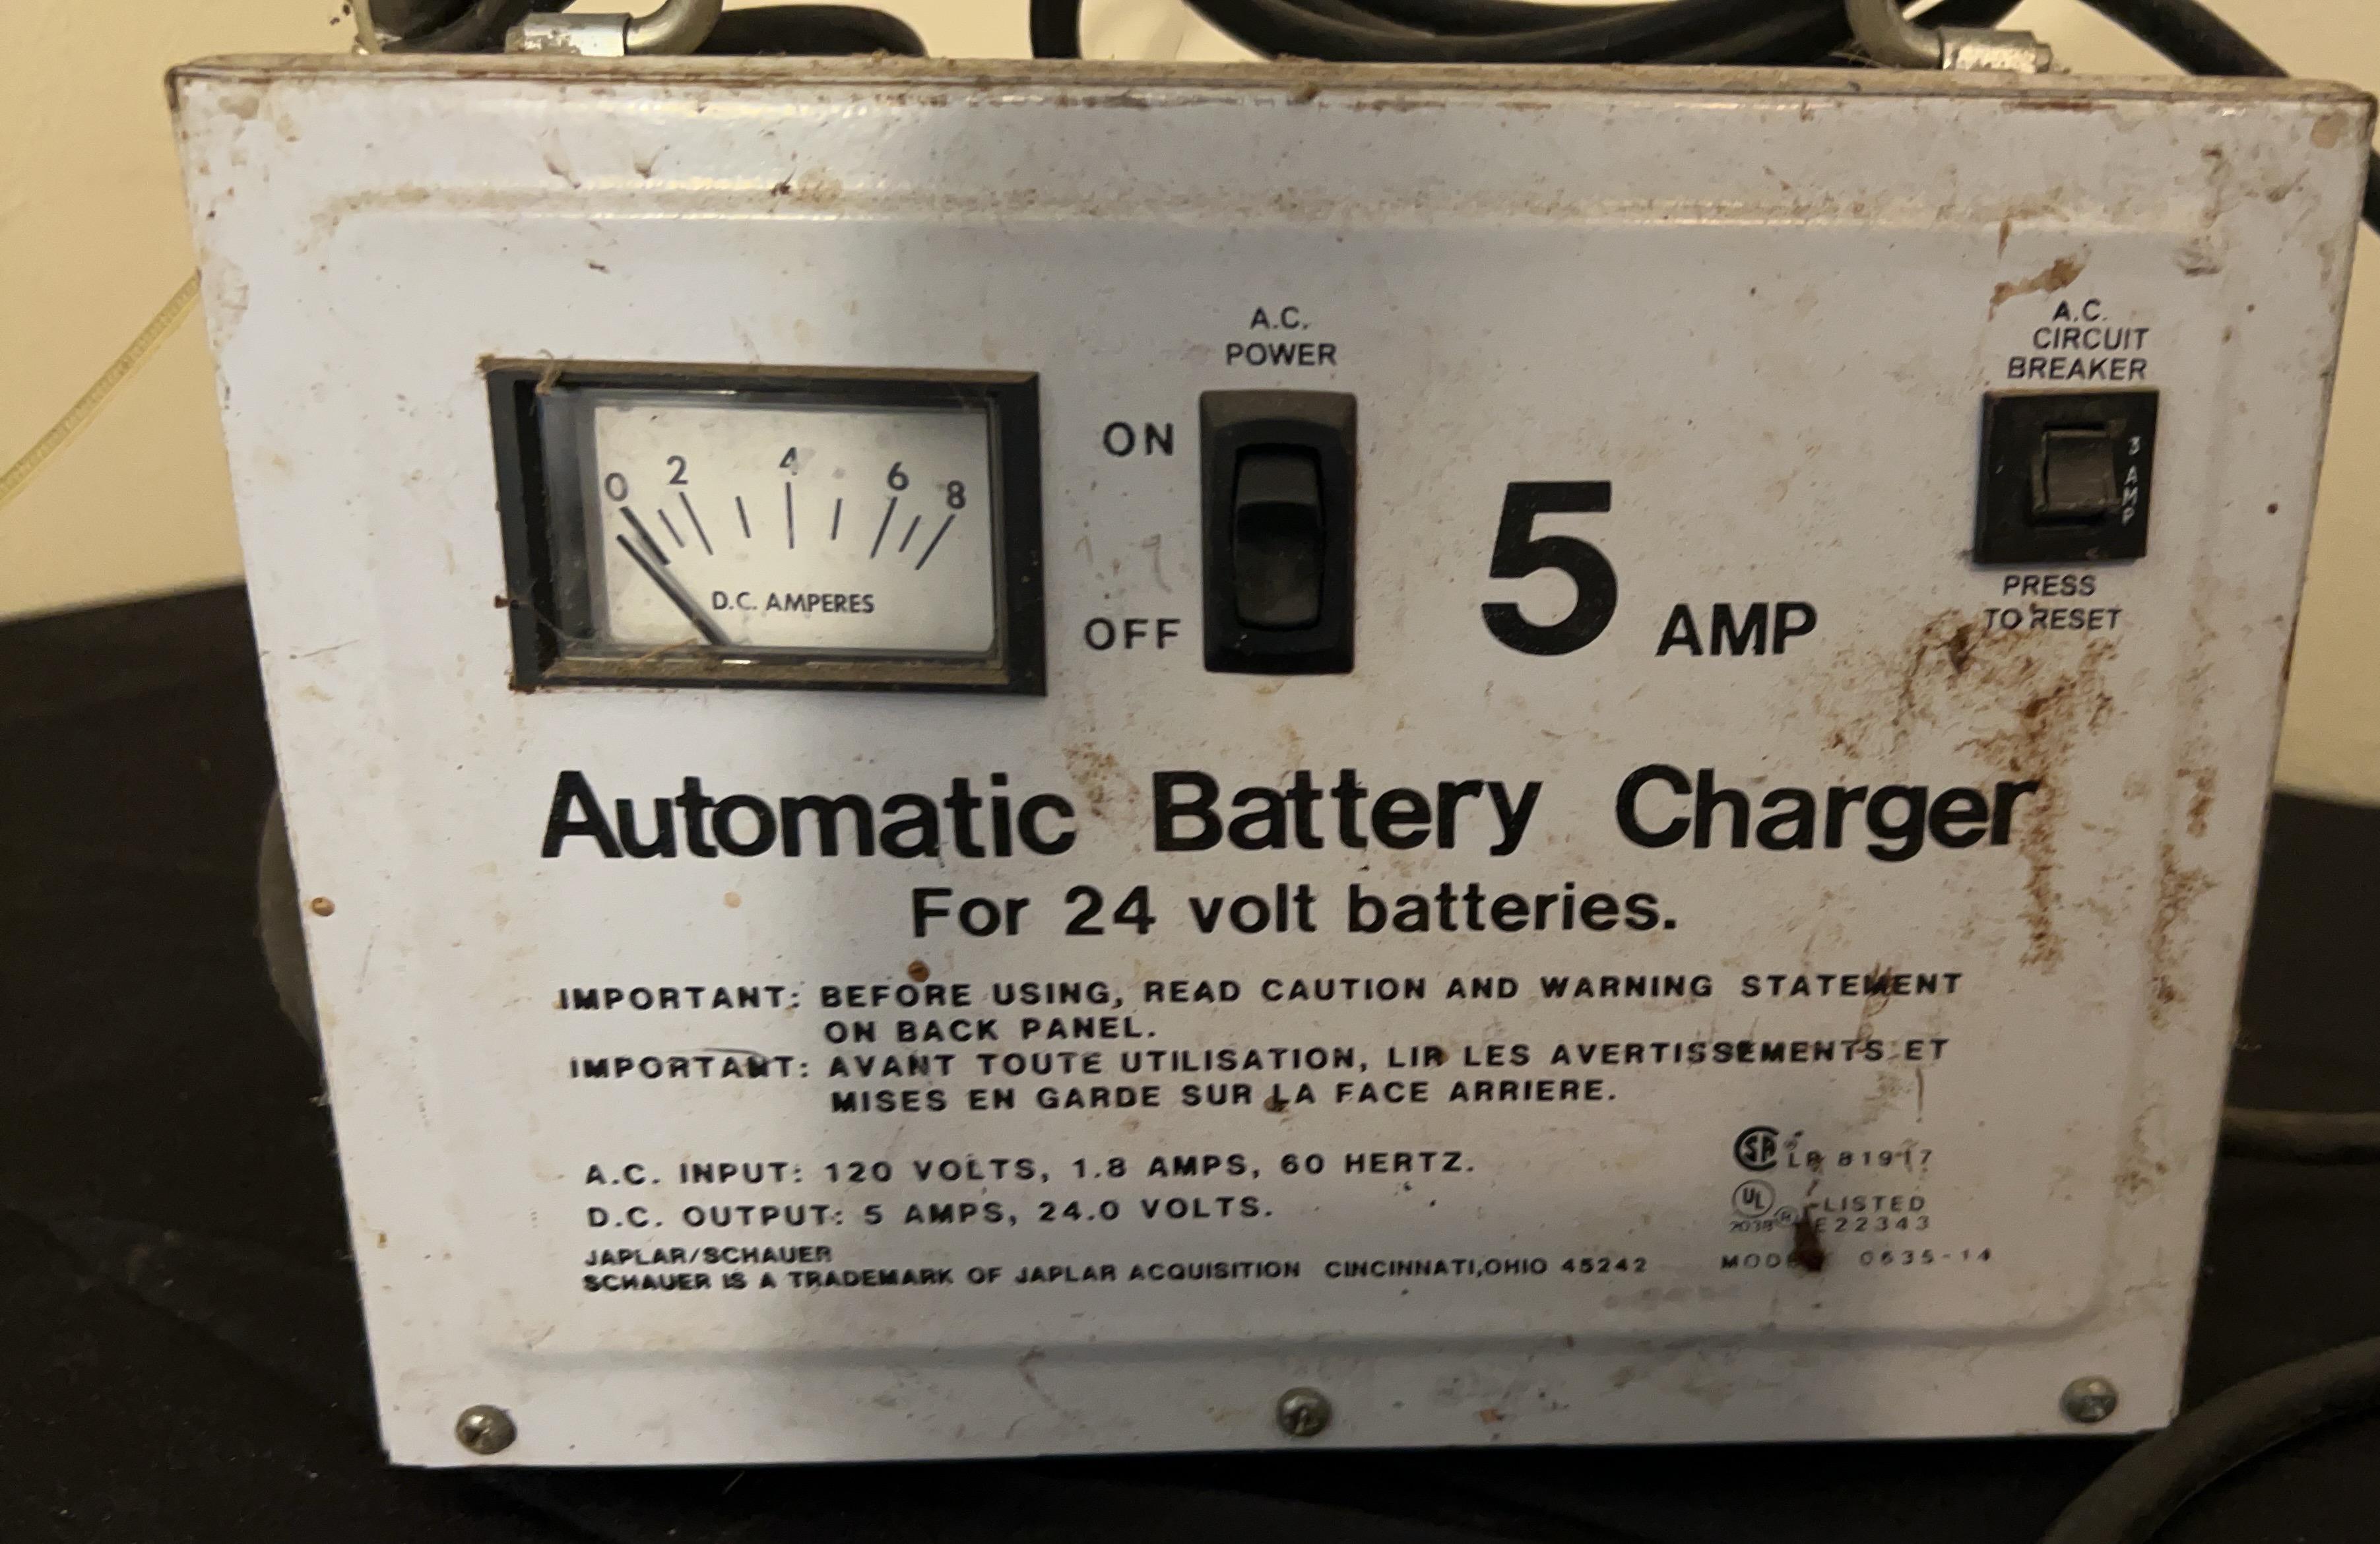 A.C.
POWER
ON
OFF
0 2 4 6 8
D.C. AMPERES
5 AMP
A.C.
CIRCUIT
BREAKER
3 AMP
PRESS
TO RESET
Automatic Battery Charger
For 24 volt batteries.
IMPORTANT: BEFORE USING, READ CAUTION AND WARNING STATEMENT
ON BACK PANEL.
IMPORTANT: AVANT TOUTE UTILISATION, LIR LES AVERTISSEMENTS ET
MISES EN GARDE SUR LA FACE ARRIERE.
A.C. INPUT: 120 VOLTS, 1.8 AMPS, 60 HERTZ.
D.C. OUTPUT: 5 AMPS, 24.0 VOLTS.
JAPLAR/SCHAUER
SCHAUER IS A TRADEMARK OF JAPLAR ACQUISITION CINCINNATI,OHIO 45242
SA ® LR 81917
UL ® LISTED
E22343
MODEL 0635-14